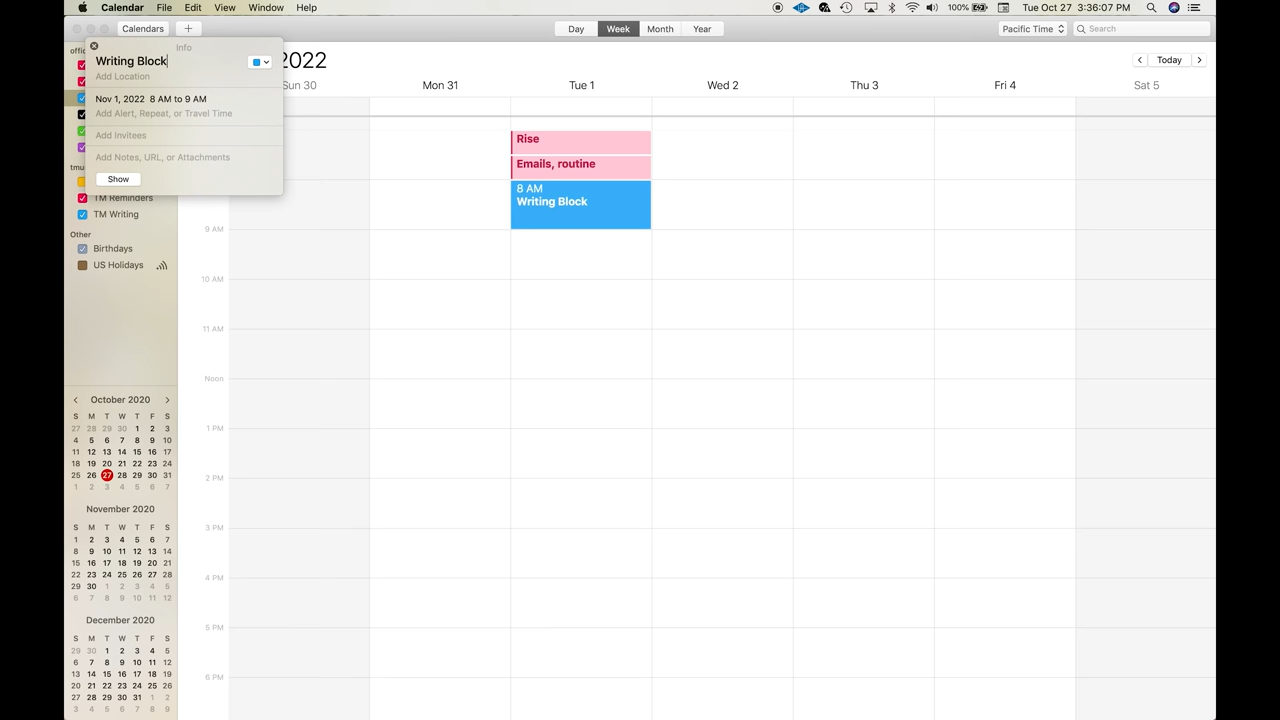 Calendar File Edit View Window Help 100% Tue Oct 27 3:36:07 PM
Calendars + Day Week Month Year Pacific Time Search
Info
Writing Block
Add Location
Nov 1, 2022 8 AM to 9 AM
Add Alert, Repeat, or Travel Time
Add Invitees
Add Notes, URL, or Attachments
Show
TM Reminders
TM Writing
Other
Birthdays
US Holidays
2022 Today
Sun 30 Mon 31 Tue 1 Wed 2 Thu 3 Fri 4 Sat 5
Rise
Emails, routine
8 AM
Writing Block
9 AM
10 AM
11 AM
Noon
1 PM
2 PM
3 PM
4 PM
5 PM
6 PM
October 2020
S M T W T F S
27 28 29 30 1 2 3
4 5 6 7 8 9 10
11 12 13 14 15 16 17
18 19 20 21 22 23 24
25 26 27 28 29 30 31
1 2 3 4 5 6 7
November 2020
S M T W T F S
1 2 3 4 5 6 7
8 9 10 11 12 13 14
15 16 17 18 19 20 21
22 23 24 25 26 27 28
29 30 1 2 3 4 5
6 7 8 9 10 11 12
December 2020
S M T W T F S
29 30 1 2 3 4 5
6 7 8 9 10 11 12
13 14 15 16 17 18 19
20 21 22 23 24 25 26
27 28 29 30 31 1 2
3 4 5 6 7 8 9